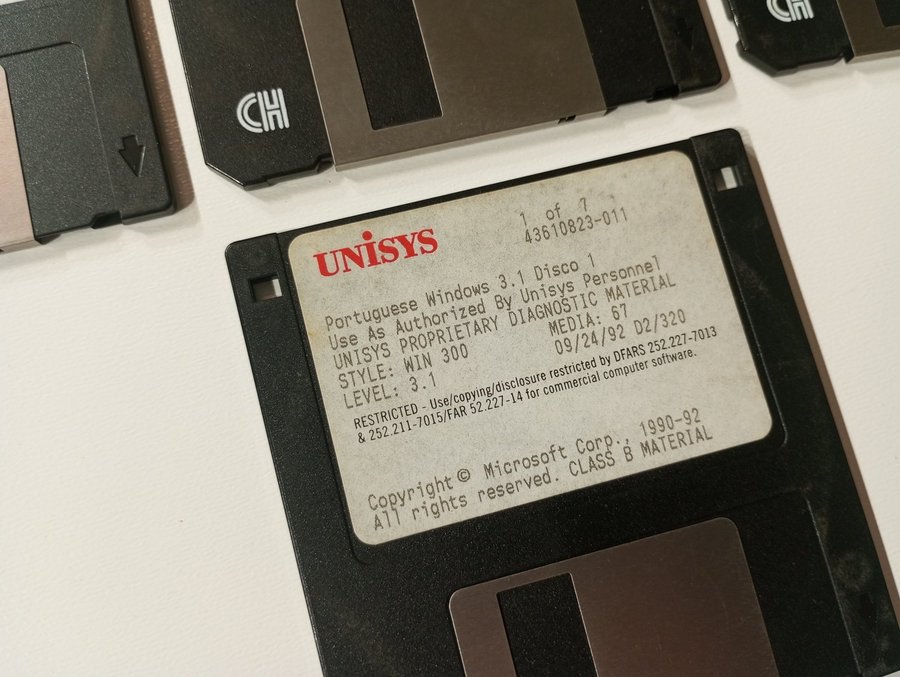 CH
CH
UNiSYS
1 of 7
43610823-011
Portuguese Windows 3.1 Disco 1
Use As Authorized By Unisys Personnel
UNISYS PROPRIETARY DIAGNOSTIC MATERIAL
STYLE: WIN 300 MEDIA: 67
LEVEL: 3.1 09/24/92 D2/320
RESTRICTED - Use/copying/disclosure restricted by DFARS 252.227-7013
& 252.211-7015/FAR 52.227-14 for commercial computer software.
Copyright © Microsoft Corp., 1990-92
All rights reserved. CLASS B MATERIAL